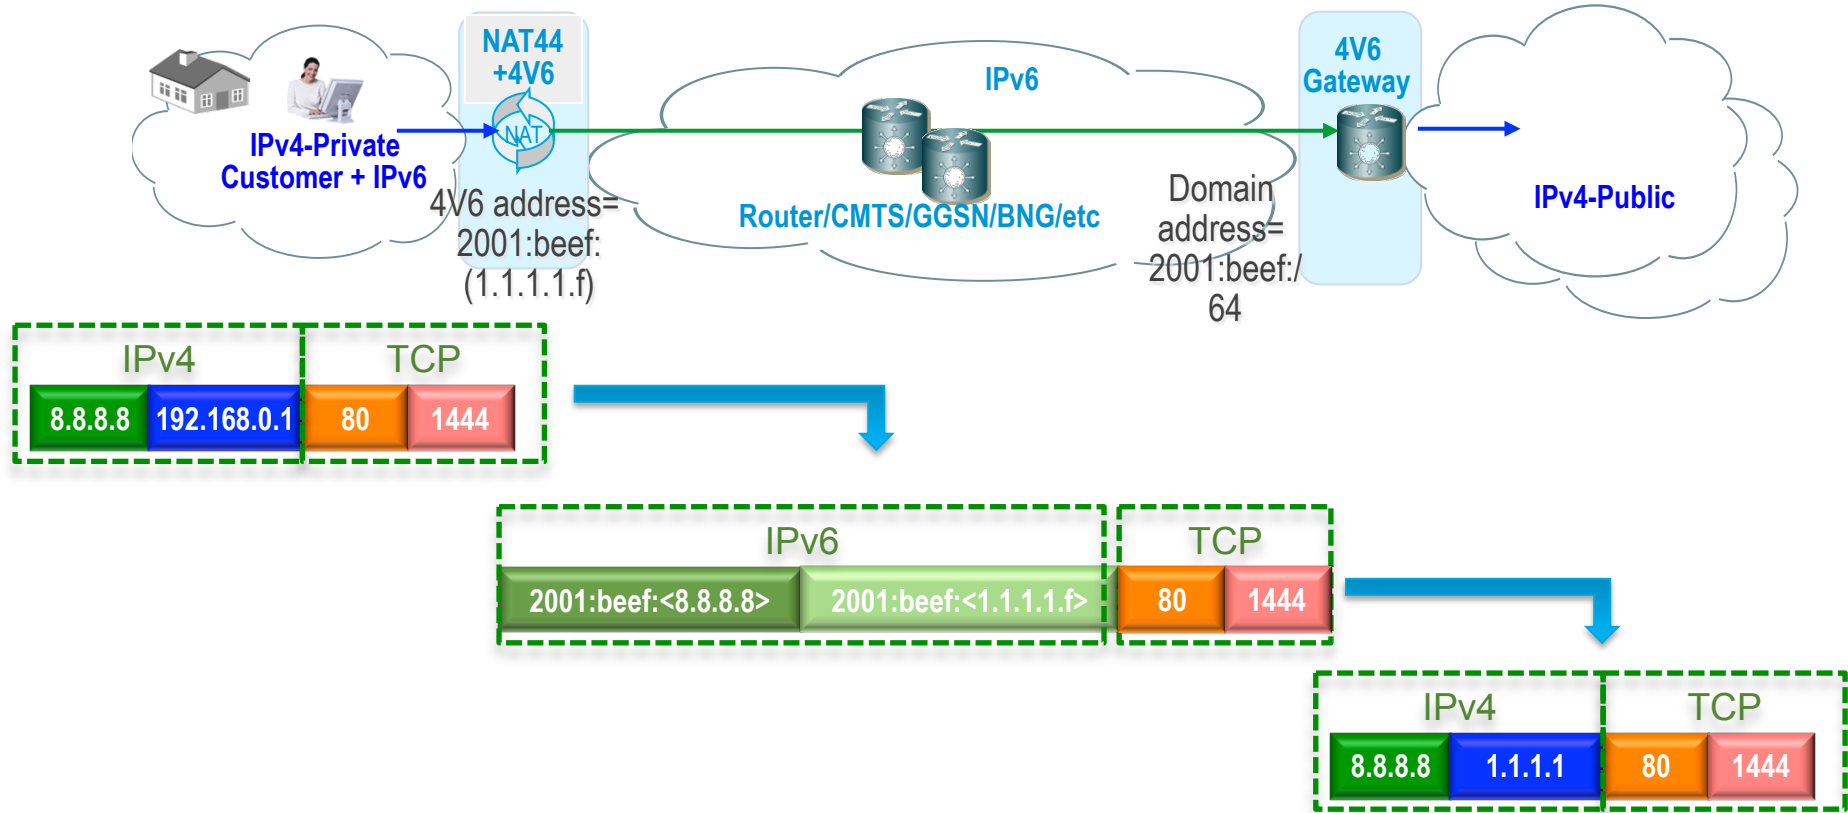 NAT44
+4V6
NAT
IPv4-Private
Customer + IPv6
4V6 address=
2001:beef:
(1.1.1.1.f)
IPv6
Router/CMTS/GGSN/BNG/etc
Domain
address=
2001:beef:/
64
4V6
Gateway
IPv4-Public
IPv4 TCP
8.8.8.8 192.168.0.1 80 1444
IPv6 TCP
2001:beef:<8.8.8.8> 2001:beef:<1.1.1.1.f> 80 1444
IPv4 TCP
8.8.8.8 1.1.1.1 80 1444